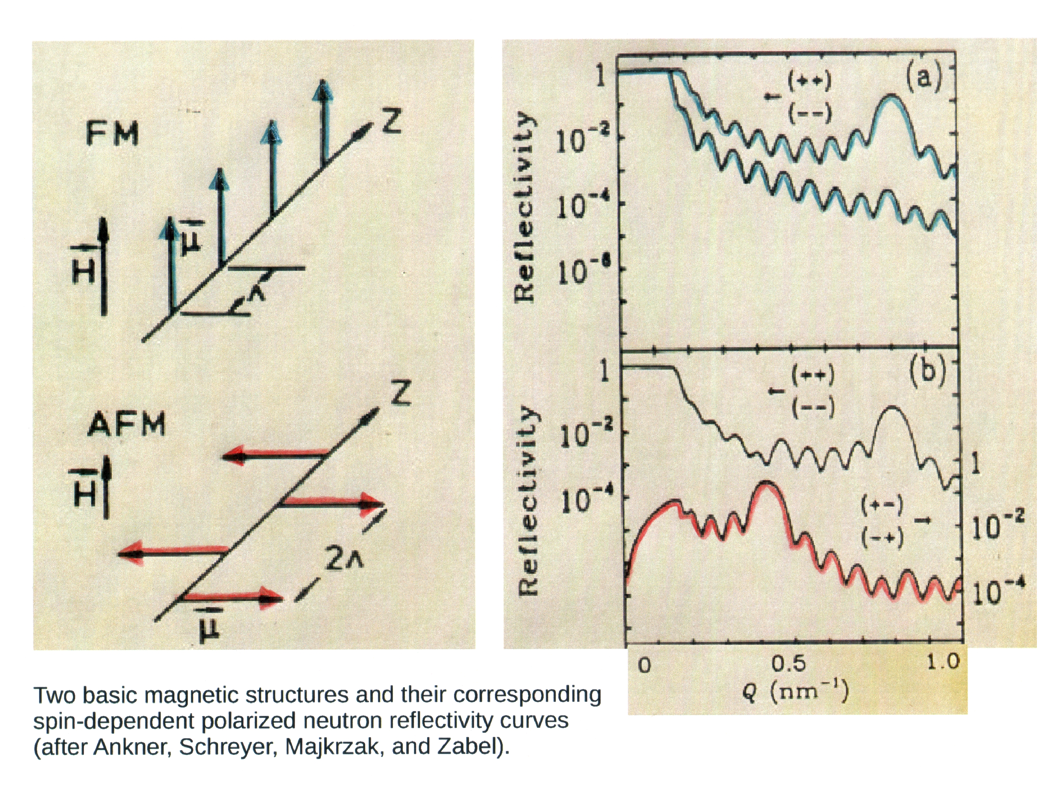 FM
Z
H
μ
Λ
AFM
Z
H
2Λ
μ
(a)
1
(++)
← (--)
10⁻²
10⁻⁴
10⁻⁶
Reflectivity
(b)
1
(++)
← (--)
10⁻²
10⁻⁴
Reflectivity
1
(+-) →
(-+)
10⁻²
10⁻⁴
0 0.5 1.0
Q (nm⁻¹)
Two basic magnetic structures and their corresponding
spin-dependent polarized neutron reflectivity curves
(after Ankner, Schreyer, Majkrzak, and Zabel).